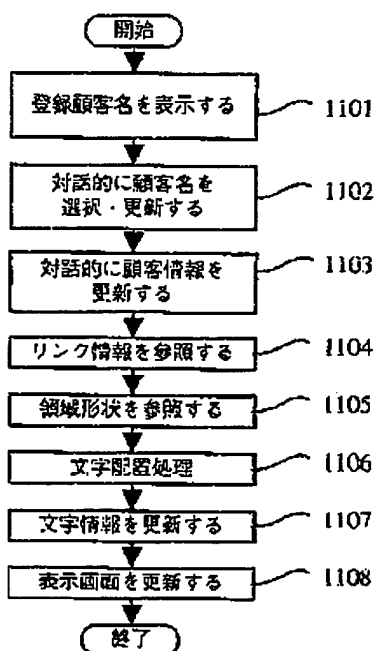 開始
登録顧客名を表示する
1101
対話的に顧客名を
選択・更新する
1102
対話的に顧客情報を
更新する
1103
リンク情報を参照する
1104
領域形状を参照する
1105
文字配置処理
1106
文字情報を更新する
1107
表示画面を更新する
1108
終了